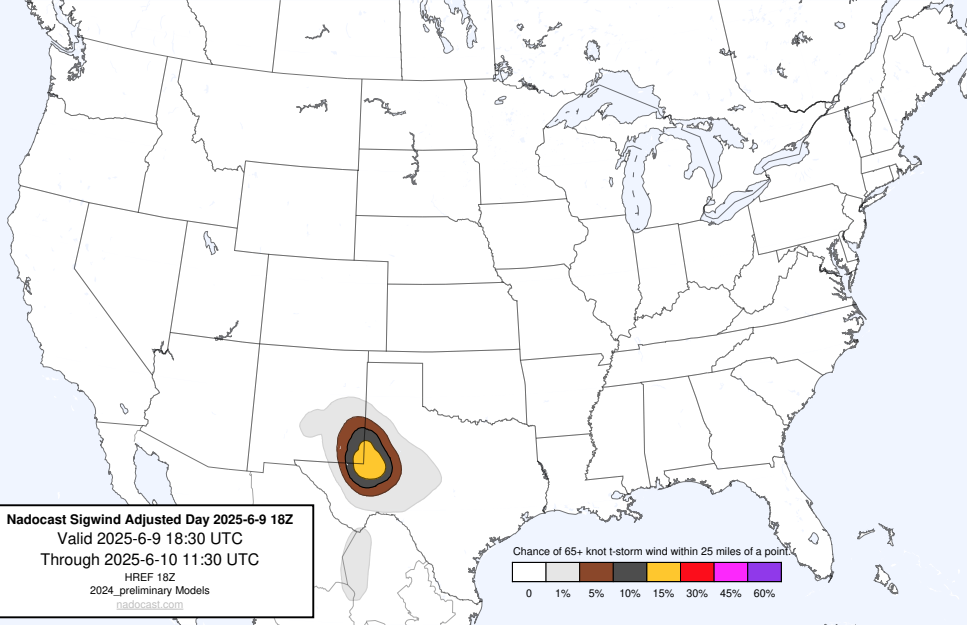 Nadocast Sigwind Adjusted Day 2025-6-9 18Z
Valid 2025-6-9 18:30 UTC
Through 2025-6-10 11:30 UTC
HREF 18Z
2024_preliminary Models
nadocast.com
Chance of 65+ knot t-storm wind within 25 miles of a point.
0 1% 5% 10% 15% 30% 45% 60%